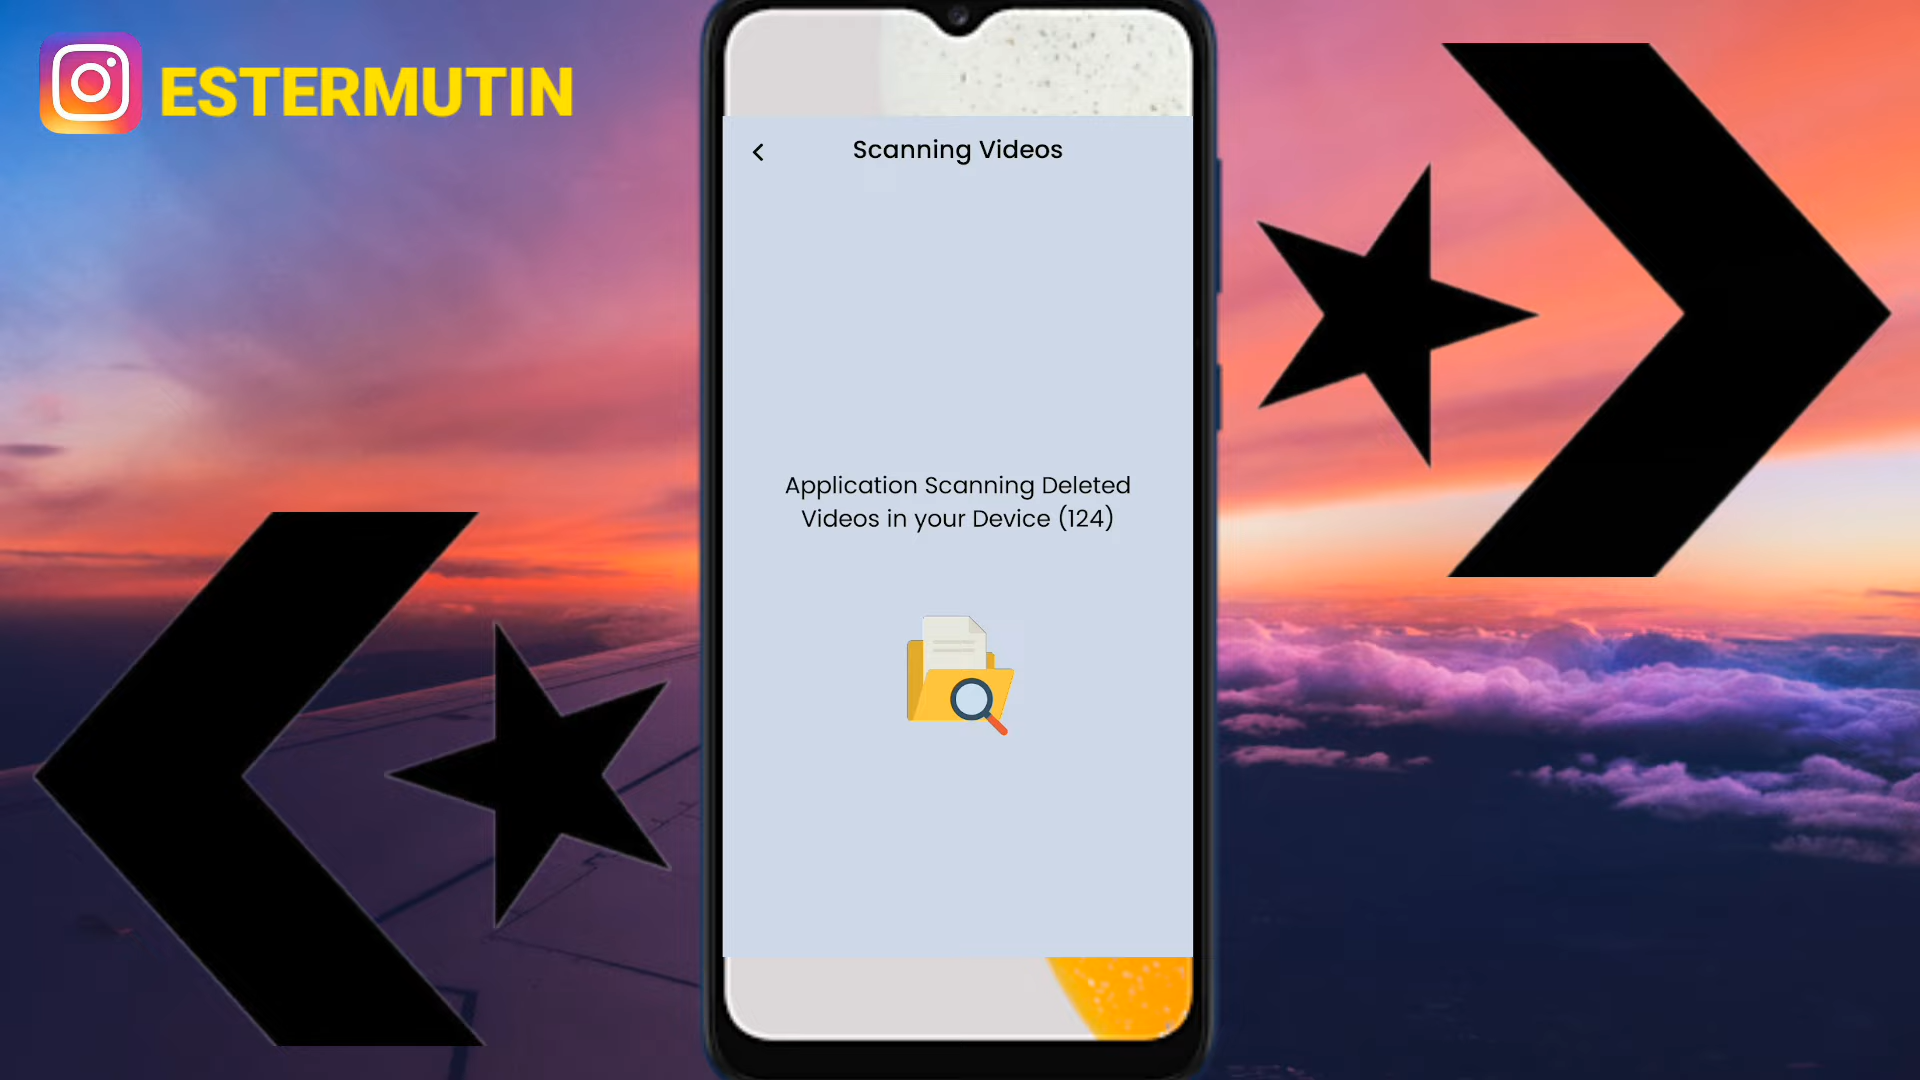 ESTERMUTIN
Scanning Videos
Application Scanning Deleted
Videos in your Device (124)